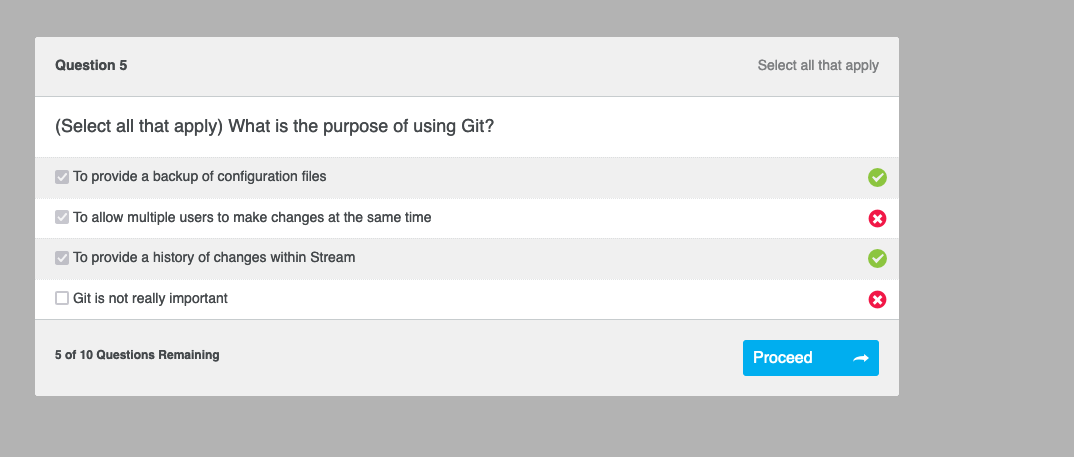 Question 5
Select all that apply
(Select all that apply) What is the purpose of using Git?
To provide a backup of configuration files
To allow multiple users to make changes at the same time
To provide a history of changes within Stream
Git is not really important
5 of 10 Questions Remaining
Proceed